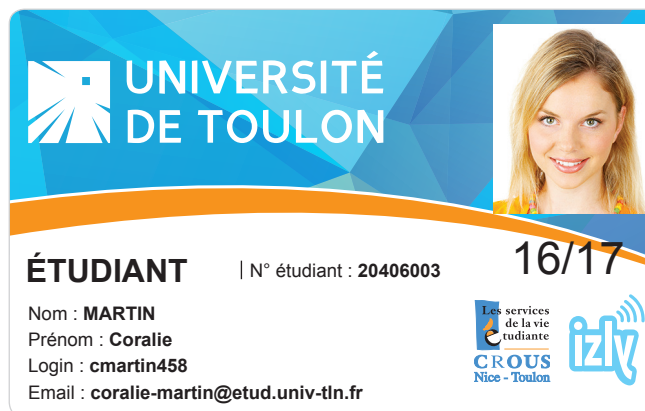 UNIVERSITÉ
DE TOULON
ÉTUDIANT
| N° étudiant : 20406003
16/17
Nom : MARTIN
Prénom : Coralie
Login : cmartin458
Email : coralie-martin@etud.univ-tln.fr
Les services
de la vie
étudiante
CROUS
Nice - Toulon
izly